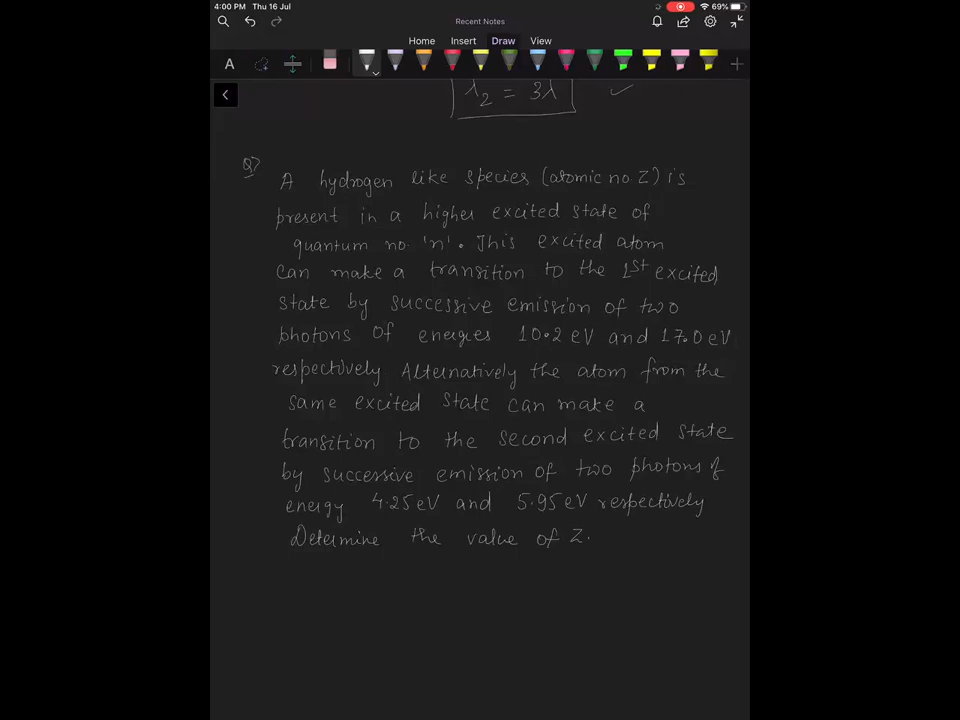 4:00 PM Thu 16 Jul
69%
Recent Notes
Home Insert Draw View
A
λ2 = 3λ
Q7
A hydrogen like species (atomic no. Z) is
present in a higher excited state of
quantum no. 'n'. This excited atom
can make a transition to the 1st excited
state by successive emission of two
photons of energies 10.2 eV and 17.0 eV
respectively Alternatively the atom from the
same excited state can make a
transition to the second excited state
by successive emission of two photons of
energy 4.25 eV and 5.95 eV respectively
Determine the value of Z.